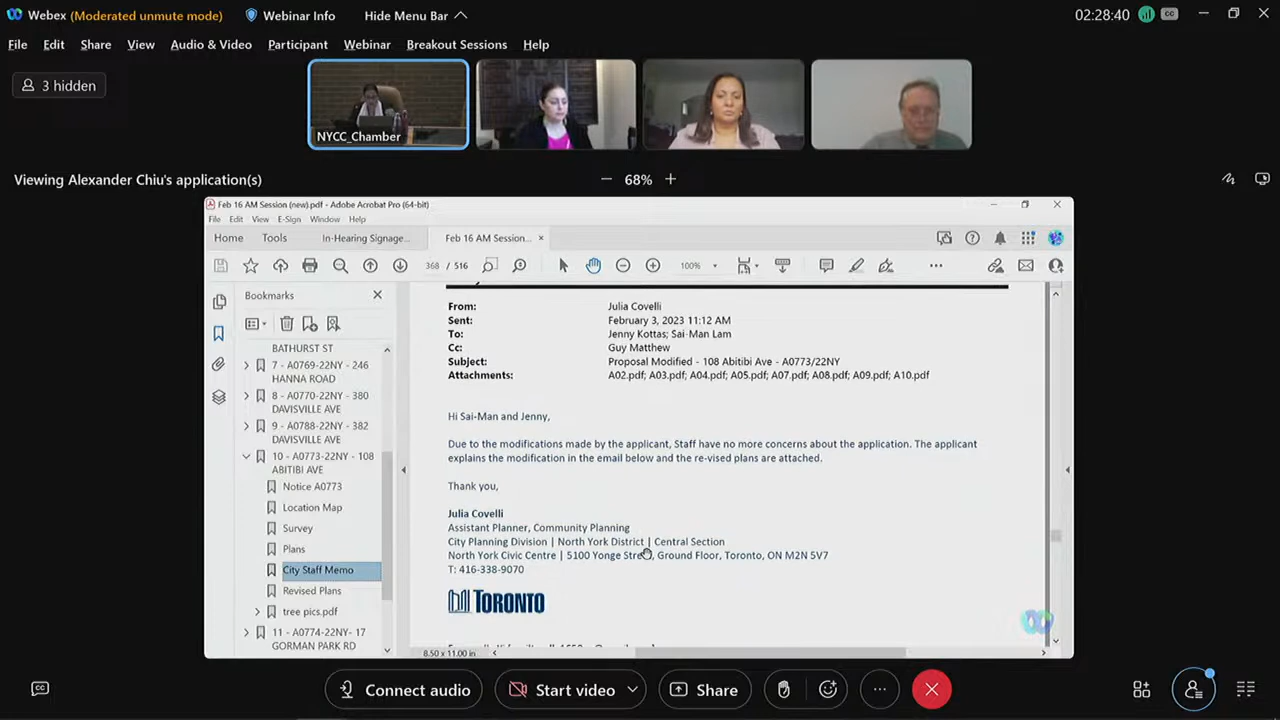 Webex (Moderated unmute mode) Webinar Info Hide Menu Bar 02:28:40
File Edit Share View Audio & Video Participant Webinar Breakout Sessions Help
3 hidden
NYCC_Chamber
Viewing Alexander Chiu's application(s) 68%
Feb 16 AM Session (new).pdf - Adobe Acrobat Pro (64-bit)
File Edit View E-Sign Window Help
Home Tools In-Hearing Signage... Feb 16 AM Session...
368 / 516 100%
Bookmarks
BATHURST ST
7 - A0769-22NY - 246
HANNA ROAD
8 - A0770-22NY - 380
DAVISVILLE AVE
9 - A0788-22NY - 382
DAVISVILLE AVE
10 - A0773-22NY - 108
ABITIBI AVE
Notice A0773
Location Map
Survey
Plans
City Staff Memo
Revised Plans
tree pics.pdf
11 - A0774-22NY- 17
GORMAN PARK RD
From: Julia Covelli
Sent: February 3, 2023 11:12 AM
To: Jenny Kottas; Sai-Man Lam
Cc: Guy Matthew
Subject: Proposal Modified - 108 Abitibi Ave - A0773/22NY
Attachments: A02.pdf; A03.pdf; A04.pdf; A05.pdf; A07.pdf; A08.pdf; A09.pdf; A10.pdf
Hi Sai-Man and Jenny,
Due to the modifications made by the applicant, Staff have no more concerns about the application. The applicant
explains the modification in the email below and the re-vised plans are attached.
Thank you,
Julia Covelli
Assistant Planner, Community Planning
City Planning Division | North York District | Central Section
North York Civic Centre | 5100 Yonge Street, Ground Floor, Toronto, ON M2N 5V7
T: 416-338-9070
TORONTO
8.50 x 11.00 in
Connect audio Start video Share